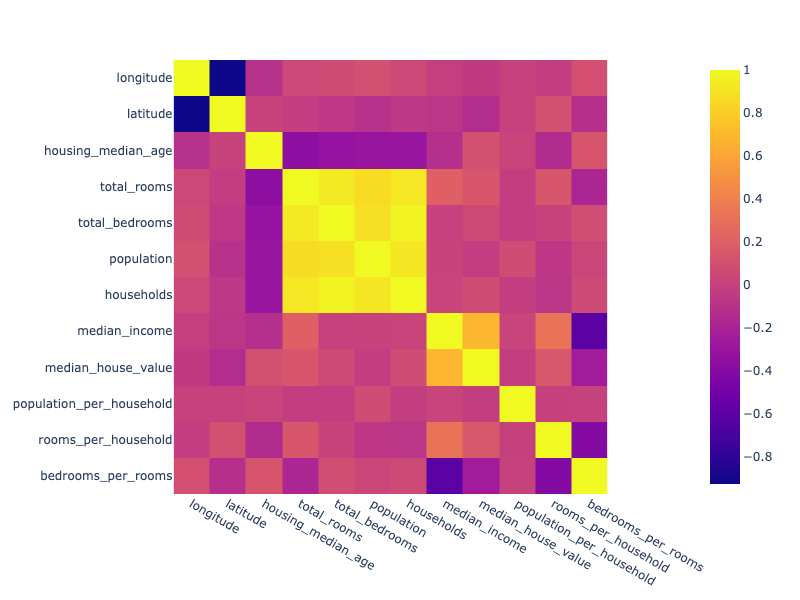 longitude
latitude
housing_median_age
total_rooms
total_bedrooms
population
households
median_income
median_house_value
population_per_household
rooms_per_household
bedrooms_per_rooms
longitude
latitude
housing_median_age
total_rooms
total_bedrooms
population
households
median_income
median_house_value
population_per_household
rooms_per_household
bedrooms_per_rooms
1
0.8
0.6
0.4
0.2
0
−0.2
−0.4
−0.6
−0.8